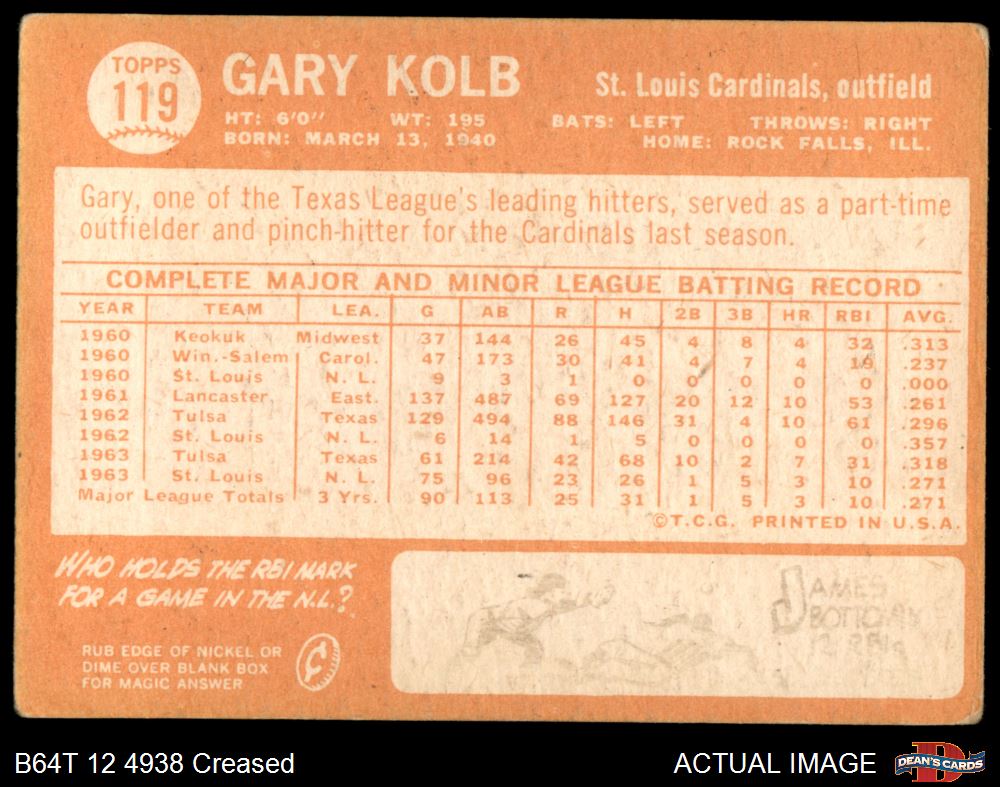 TOPPS
119
GARY KOLB
St. Louis Cardinals, outfield
HT: 6'0" WT: 195 BATS: LEFT THROWS: RIGHT
BORN: MARCH 13, 1940 HOME: ROCK FALLS, ILL.
Gary, one of the Texas League's leading hitters, served as a part-time
outfielder and pinch-hitter for the Cardinals last season.
COMPLETE MAJOR AND MINOR LEAGUE BATTING RECORD
YEAR TEAM LEA. G AB R H 2B 3B HR RBI AVG.
1960 Keokuk Midwest 37 144 26 45 4 8 4 32 .313
1960 Win.-Salem Carol. 47 173 30 41 4 7 4 19 .237
1960 St. Louis N. L. 9 3 1 0 0 0 0 0 .000
1961 Lancaster East. 137 487 69 127 20 12 10 53 .261
1962 Tulsa Texas 129 494 88 146 31 4 10 61 .296
1962 St. Louis N. L. 6 14 1 5 0 0 0 0 .357
1963 Tulsa Texas 61 214 42 68 10 2 7 31 .318
1963 St. Louis N. L. 75 96 23 26 1 5 3 10 .271
Major League Totals 3 Yrs. 90 113 25 31 1 5 3 10 .271
©T.C.G. PRINTED IN U.S.A.
WHO HOLDS THE RBI MARK
FOR A GAME IN THE N.L.?
RUB EDGE OF NICKEL OR
DIME OVER BLANK BOX
FOR MAGIC ANSWER
JAMES
12 RBIs
B64T 12 4938 Creased
ACTUAL IMAGE
DEAN'S CARDS